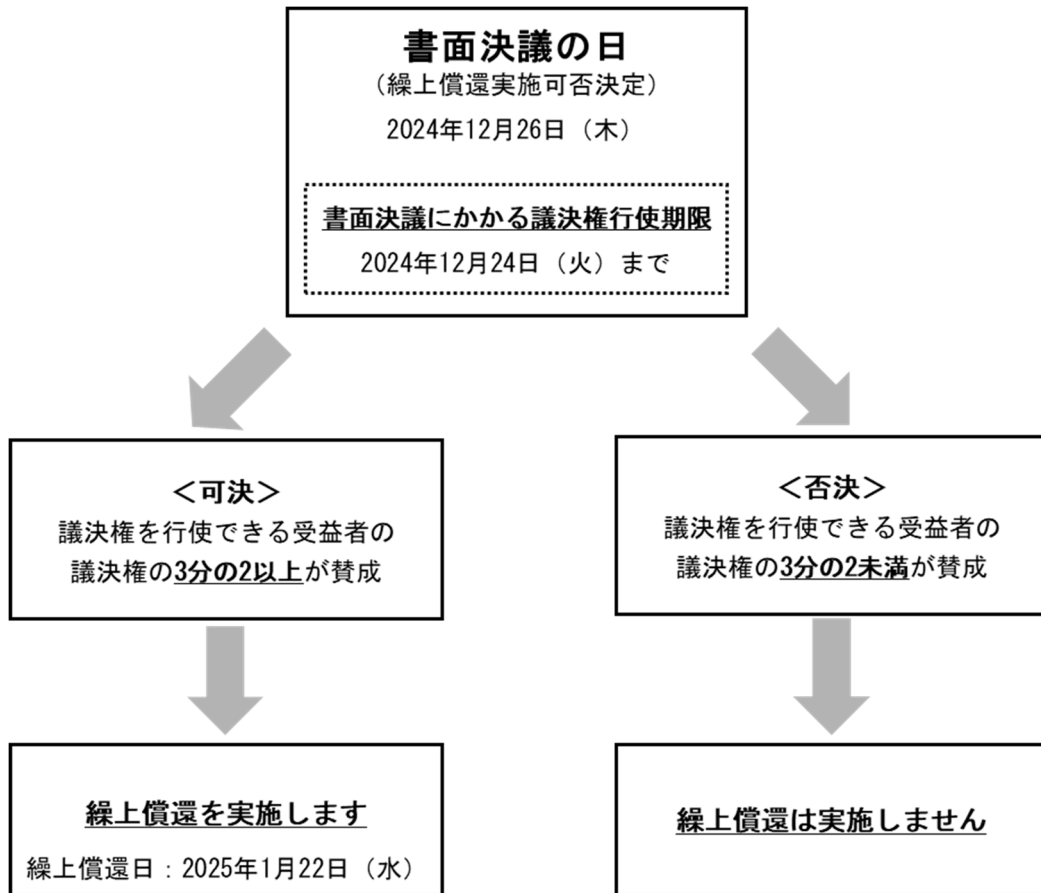 書面決議の日
（繰上償還実施可否決定）
2024年12月26日（木）
書面決議にかかる議決権行使期限
2024年12月24日（火）まで
＜可決＞
議決権を行使できる受益者の
議決権の3分の2以上が賛成
＜否決＞
議決権を行使できる受益者の
議決権の3分の2未満が賛成
繰上償還を実施します
繰上償還日：2025年1月22日（水）
繰上償還は実施しません